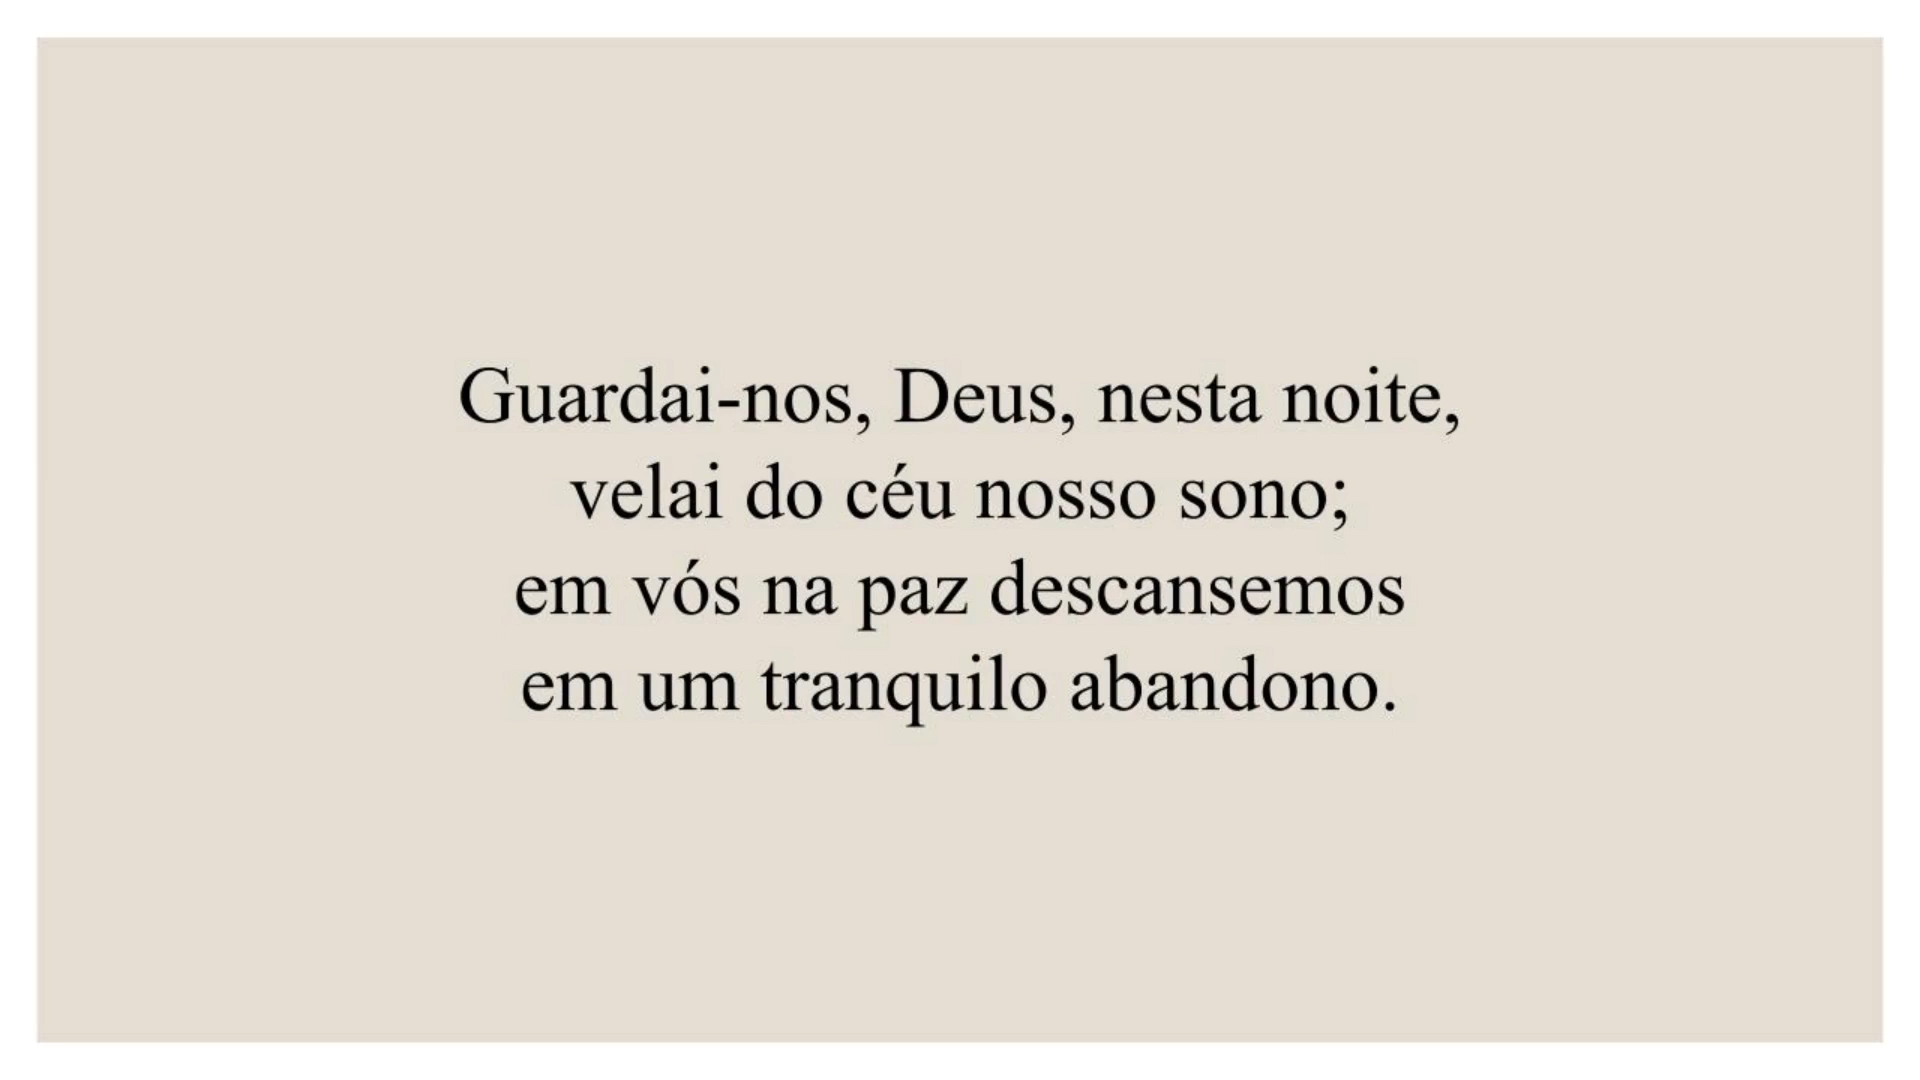 Guardai-nos, Deus, nesta noite,
velai do céu nosso sono;
em vós na paz descansemos
em um tranquilo abandono.